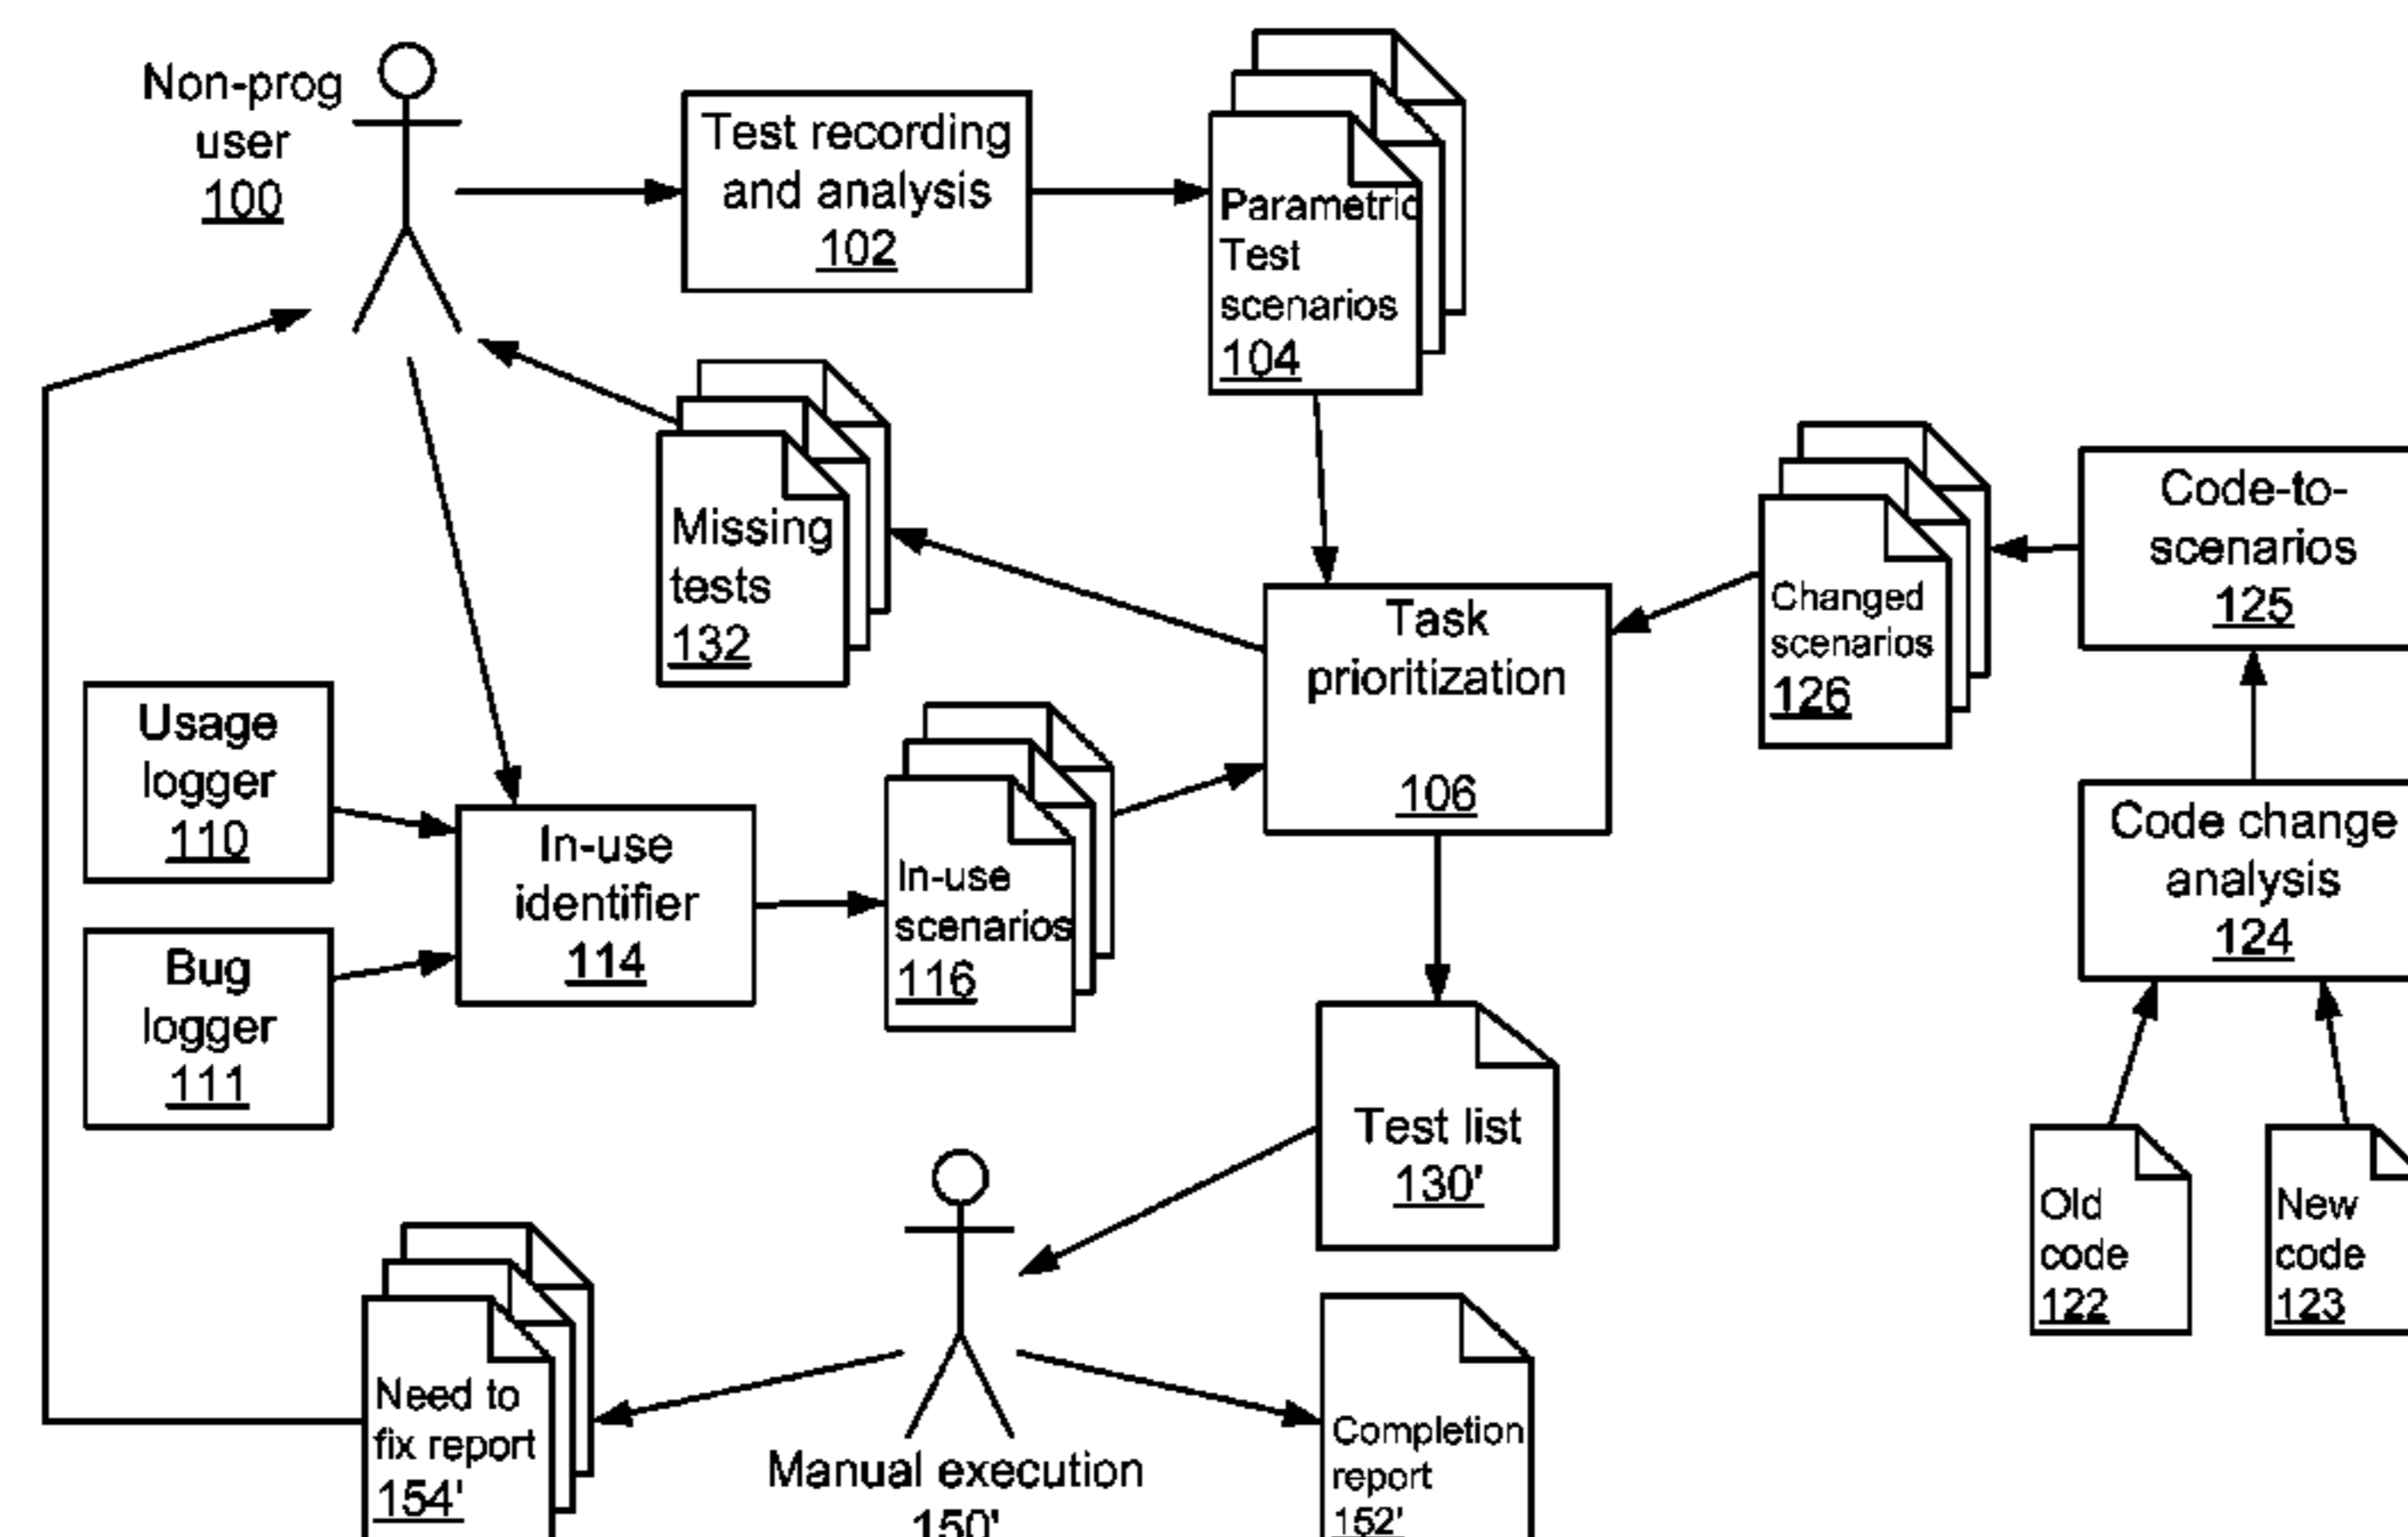 Non-prog
user
100
Test recording
and analysis
102
Parametric
Test
scenarios
104
Missing
tests
132
Changed
scenarios
126
Code-to-
scenarios
125
Task
prioritization
106
Usage
logger
110
In-use
identifier
114
In-use
scenarios
116
Code change
analysis
124
Bug
logger
111
Test list
130'
Old
code
122
New
code
123
Need to
fix report
154'
Manual execution
150'
Completion
report
152'